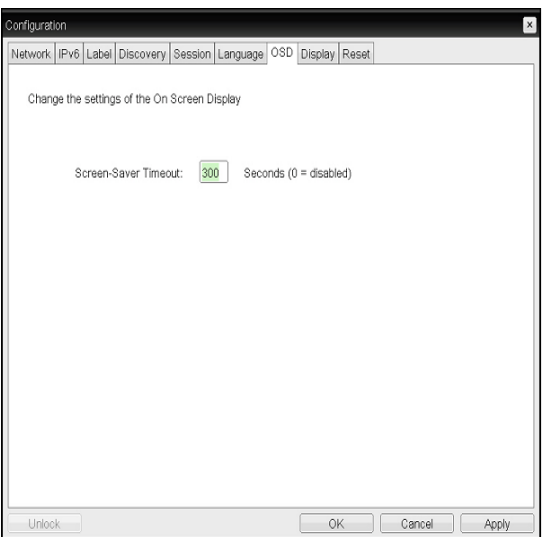 Configuration
Network IPv6 Label Discovery Session Language OSD Display Reset
Change the settings of the On Screen Display
Screen-Saver Timeout: 300 Seconds (0 = disabled)
Unlock OK Cancel Apply